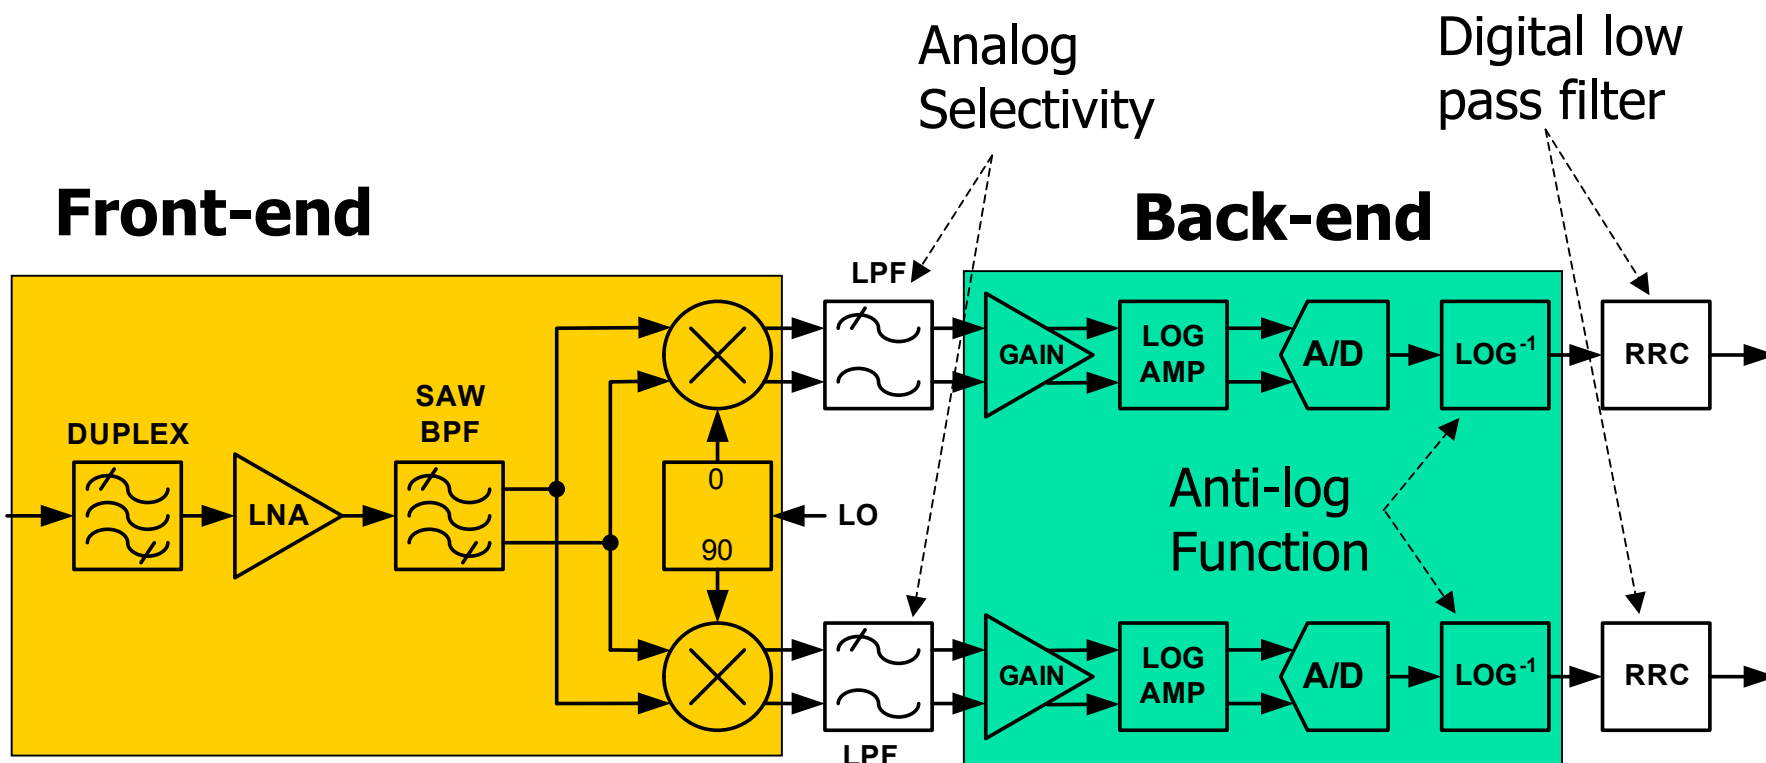 Analog
Selectivity
Digital low
pass filter
Front-end
Back-end
LPF
GAIN
LOG
AMP
A/D
LOG⁻¹
RRC
SAW
BPF
DUPLEX
LNA
0
90
LO
Anti-log
Function
GAIN
LOG
AMP
A/D
LOG⁻¹
RRC
LPF